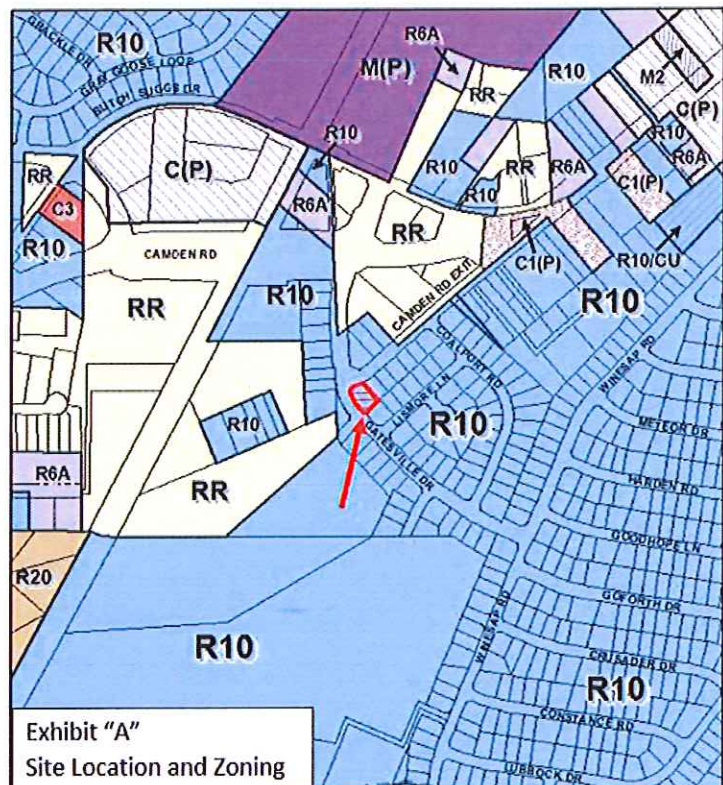 GRACKLE DR
R10
GRAY GOOSE LOOP
BUTCH SUGGS DR
M(P)
R6A
RR
R10
M2
C(P)
R10
R6A
C1(P)
R10/CU
R10
RR
C3
R10
C(P)
R6A
CAMDEN RD
RR
R10
RR
CAMDEN RD EXIT
R10
R10
RR
R6A
C1(P)
R10
COALPORT RD
LISMORE LN
R10
GATESVILLE DR
WINESAP RD
METEOR DR
HARDEN RD
GOODHOPE LN
GOFORTH DR
CRUSADER DR
R10
CONSTANCE RD
LUBBOCK DR
WINESAP RD
R10
RR
R6A
R20
R10
Exhibit "A"
Site Location and Zoning